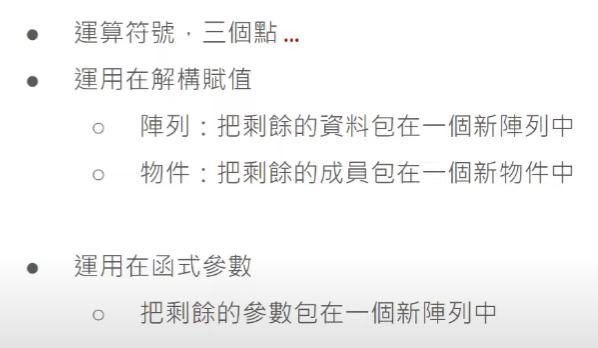 ● 運算符號，三個點 ...
● 運用在解構賦值
○ 陣列：把剩餘的資料包在一個新陣列中
○ 物件：把剩餘的成員包在一個新物件中
● 運用在函式參數
○ 把剩餘的參數包在一個新陣列中